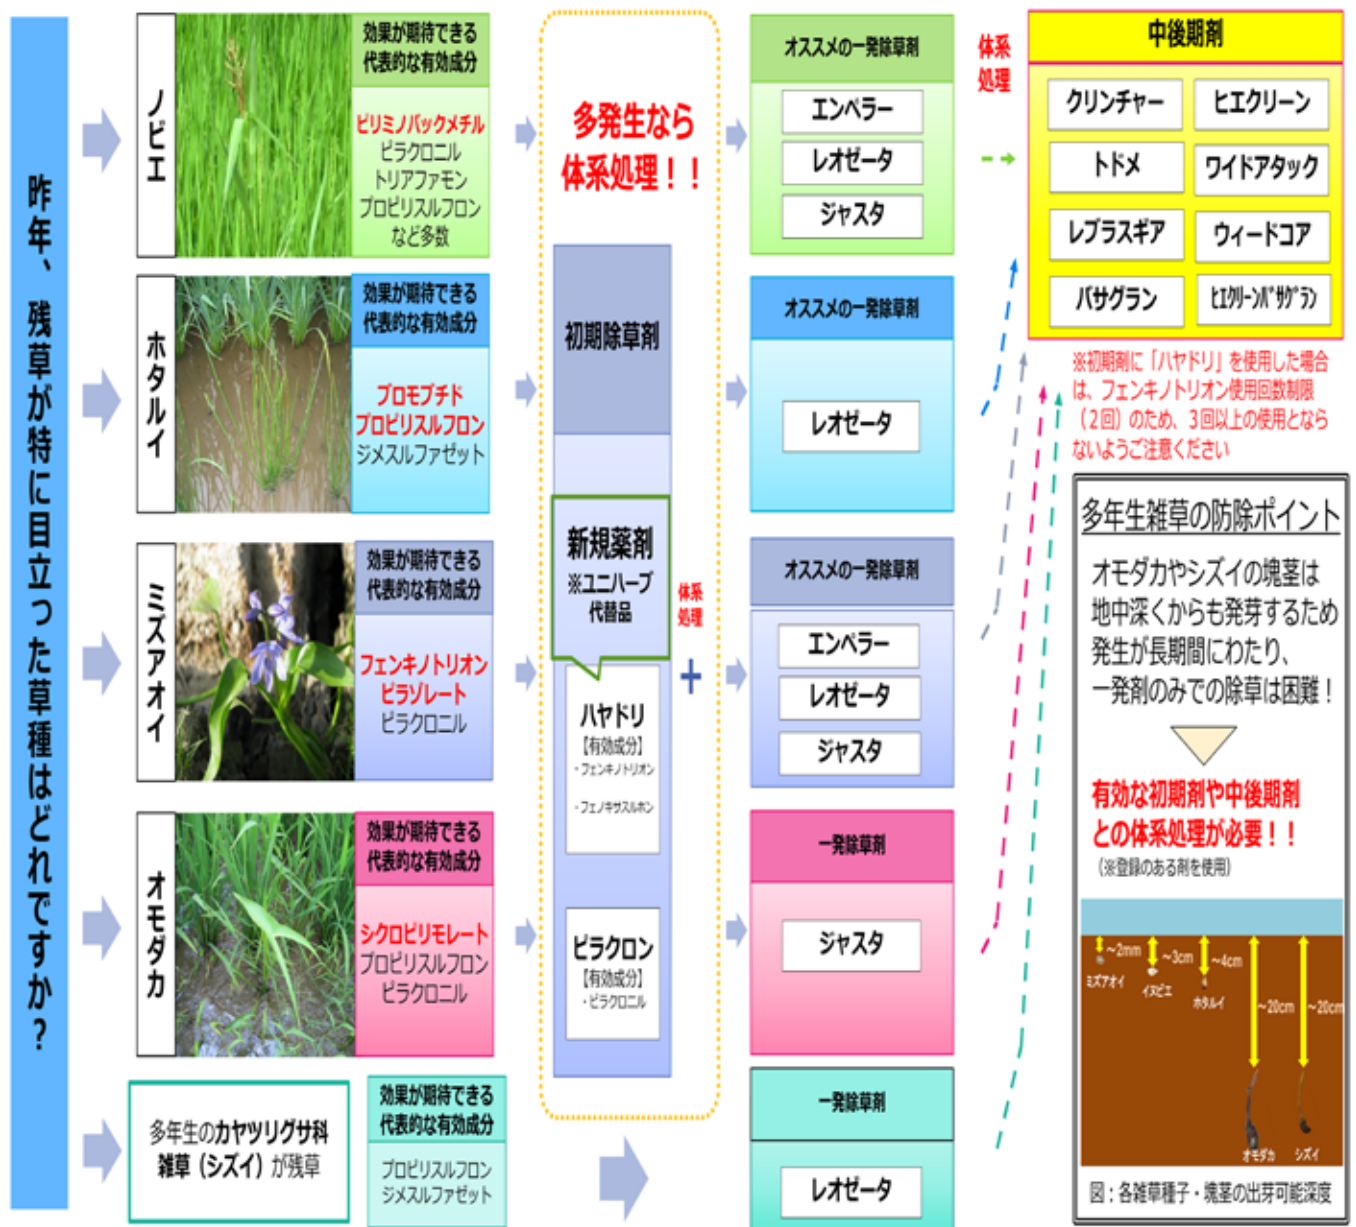 昨年、残草が特に目立った草種はどれですか？
ノビエ
効果が期待できる
代表的な有効成分
ピリミノバックメチル
ピラクロニル
トリアファモン
プロピリスルフロン
など多数
ホタルイ
効果が期待できる
代表的な有効成分
ブロモブチド
プロピリスルフロン
ジメスルファゼット
ミズアオイ
効果が期待できる
代表的な有効成分
フェンキノトリオン
ピラゾレート
ピラクロニル
オモダカ
効果が期待できる
代表的な有効成分
シクロピリモレート
プロピリスルフロン
ピラクロニル
多年生のカヤツリグサ科
雑草（シズイ）が残草
効果が期待できる
代表的な有効成分
プロピリスルフロン
ジメスルファゼット
多発生なら
体系処理！！
初期除草剤
新規薬剤
※ユニハーブ
代替品
ハヤドリ
【有効成分】
・フェンキノトリオン
・フェノキサスルホン
ピラクロン
【有効成分】
・ピラクロニル
体系
処理
+
オススメの一発除草剤
エンペラー
レオゼータ
ジャスタ
オススメの一発除草剤
レオゼータ
オススメの一発除草剤
エンペラー
レオゼータ
ジャスタ
一発除草剤
ジャスタ
一発除草剤
レオゼータ
体系
処理
中後期剤
クリンチャー
ヒエクリーン
トドメ
ワイドアタック
レブラスギア
ウィードコア
バサグラン
ヒエクリーンバサグラン
※初期剤に「ハヤドリ」を使用した場合
は、フェンキノトリオン使用回数制限
（2回）のため、3回以上の使用となら
ないようご注意ください
多年生雑草の防除ポイント
オモダカやシズイの塊茎は
地中深くからも発芽するため
発生が長期間にわたり、
一発剤のみでの除草は困難！
有効な初期剤や中後期剤
との体系処理が必要！！
（※登録のある剤を使用）
～2mm
～3cm
～4cm
～20cm
～20cm
ミズアオイ
イヌビエ
ホタルイ
オモダカ
シズイ
図：各雑草種子・塊茎の出芽可能深度